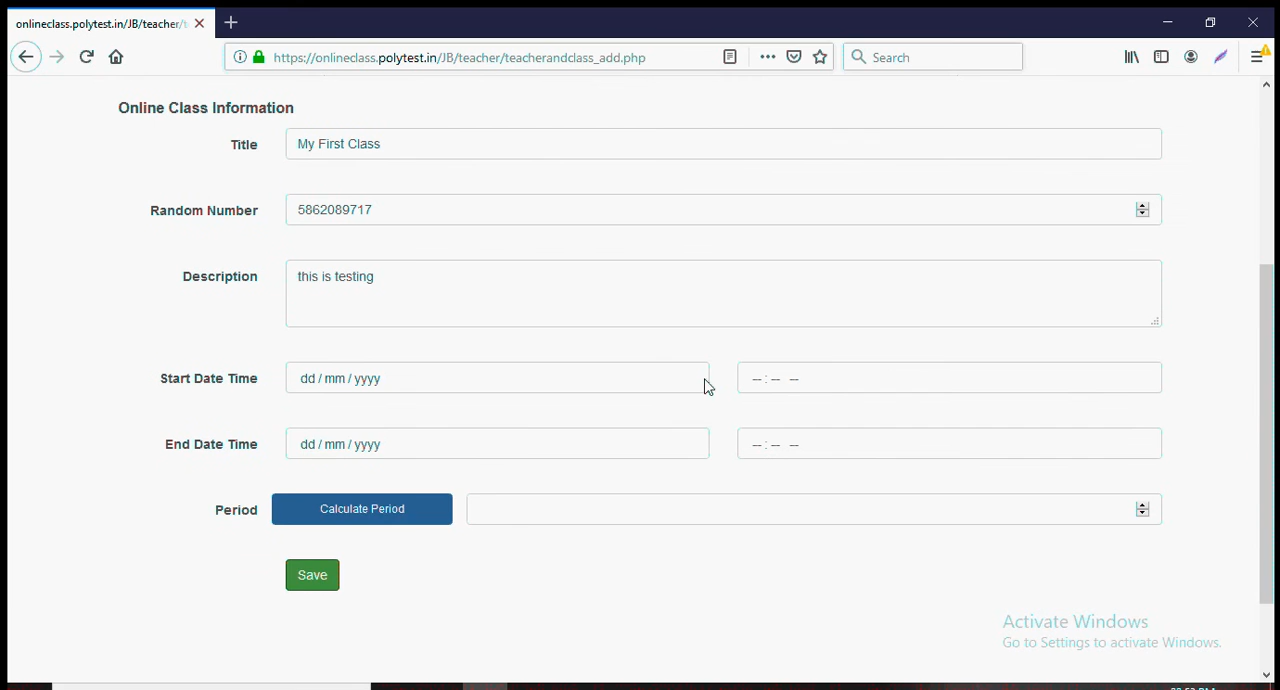 onlineclass.polytest.in/JB/teacher/t
https://onlineclass.polytest.in/JB/teacher/teacherandclass_add.php
Search
Online Class Information
Title My First Class
Random Number 5862089717
Description this is testing
Start Date Time dd / mm / yyyy -- : -- --
End Date Time dd / mm / yyyy -- : -- --
Period Calculate Period
Save
Activate Windows
Go to Settings to activate Windows.